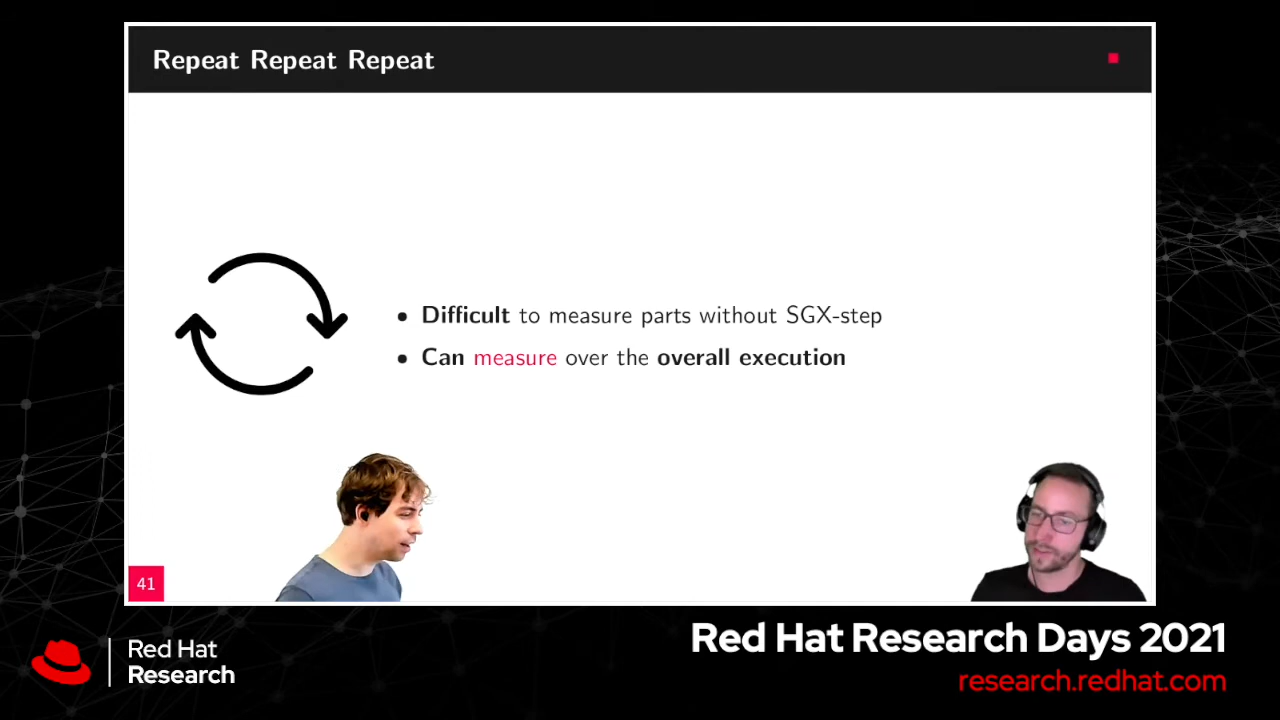 Repeat Repeat Repeat
• Difficult to measure parts without SGX-step
• Can measure over the overall execution
41
Red Hat
Research
Red Hat Research Days 2021
research.redhat.com